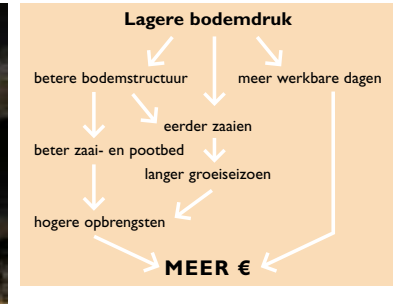 Lagere bodemdruk
betere bodemstructuur meer werkbare dagen
eerder zaaien
beter zaai- en pootbed
langer groeiseizoen
hogere opbrengsten
MEER €